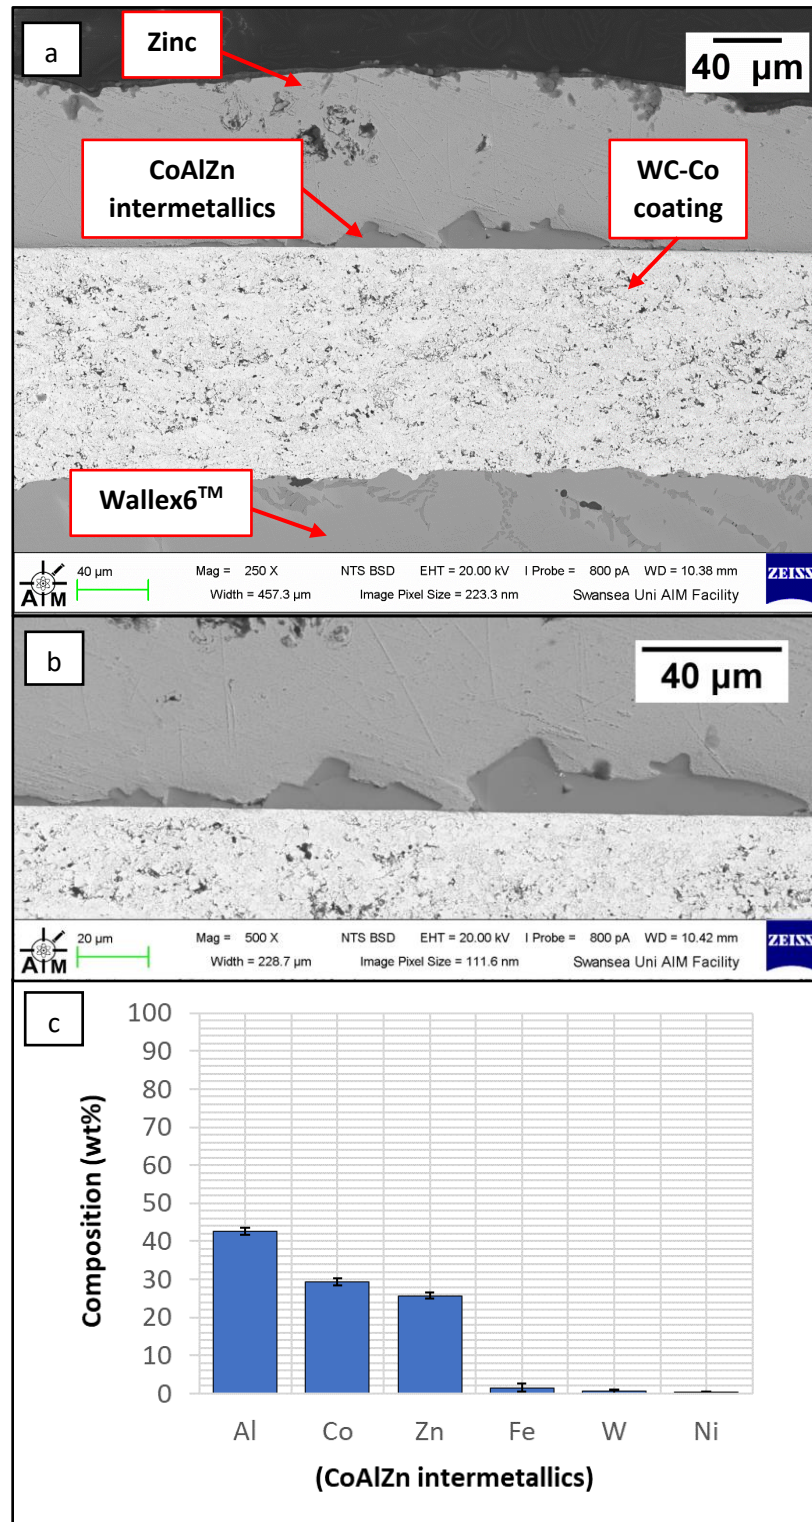 a
Zinc
40 µm
CoAlZn
intermetallics
WC-Co
coating
Wallex6™
AIM
40 µm
Mag = 250 X
NTS BSD
EHT = 20.00 kV
I Probe = 800 pA
WD = 10.38 mm
Width = 457.3 µm
Image Pixel Size = 223.3 nm
Swansea Uni AIM Facility
ZEISS
b
40 µm
AIM
20 µm
Mag = 500 X
NTS BSD
EHT = 20.00 kV
I Probe = 800 pA
WD = 10.42 mm
Width = 228.7 µm
Image Pixel Size = 111.6 nm
Swansea Uni AIM Facility
ZEISS
c
Composition (wt%)
100
90
80
70
60
50
40
30
20
10
0
Al Co Zn Fe W Ni
(CoAlZn intermetallics)